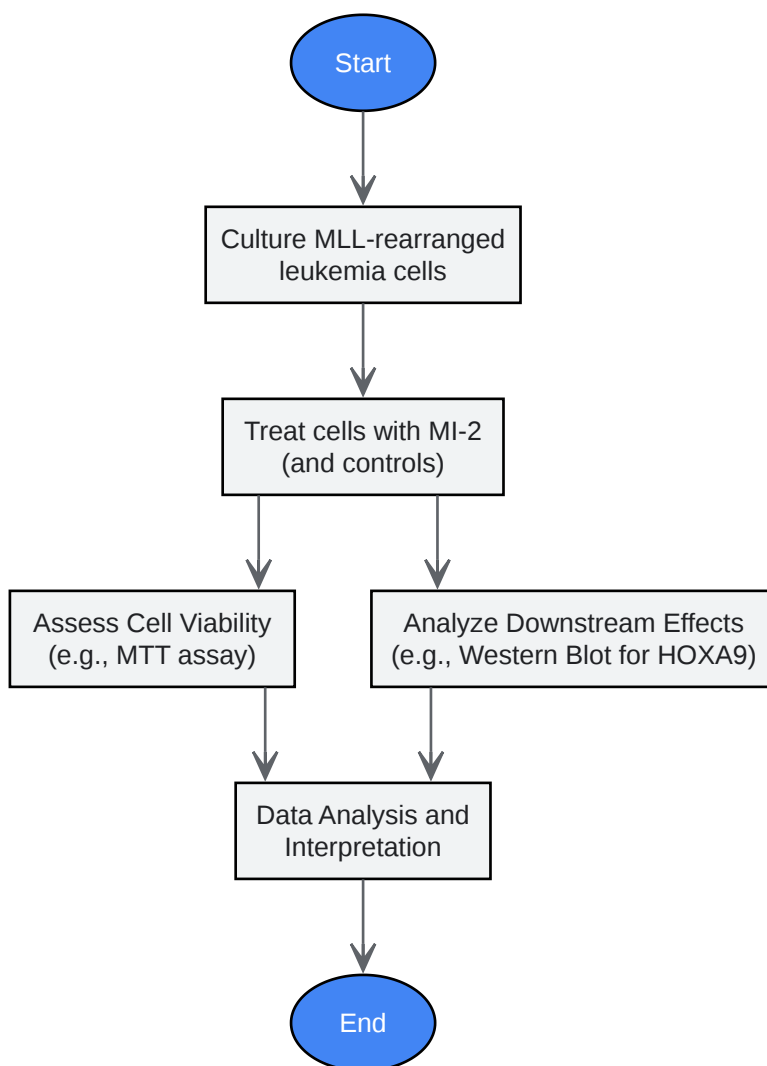 Start
Culture MLL-rearranged
leukemia cells
Treat cells with MI-2
(and controls)
Assess Cell Viability
(e.g., MTT assay)
Analyze Downstream Effects
(e.g., Western Blot for HOXA9)
Data Analysis and
Interpretation
End